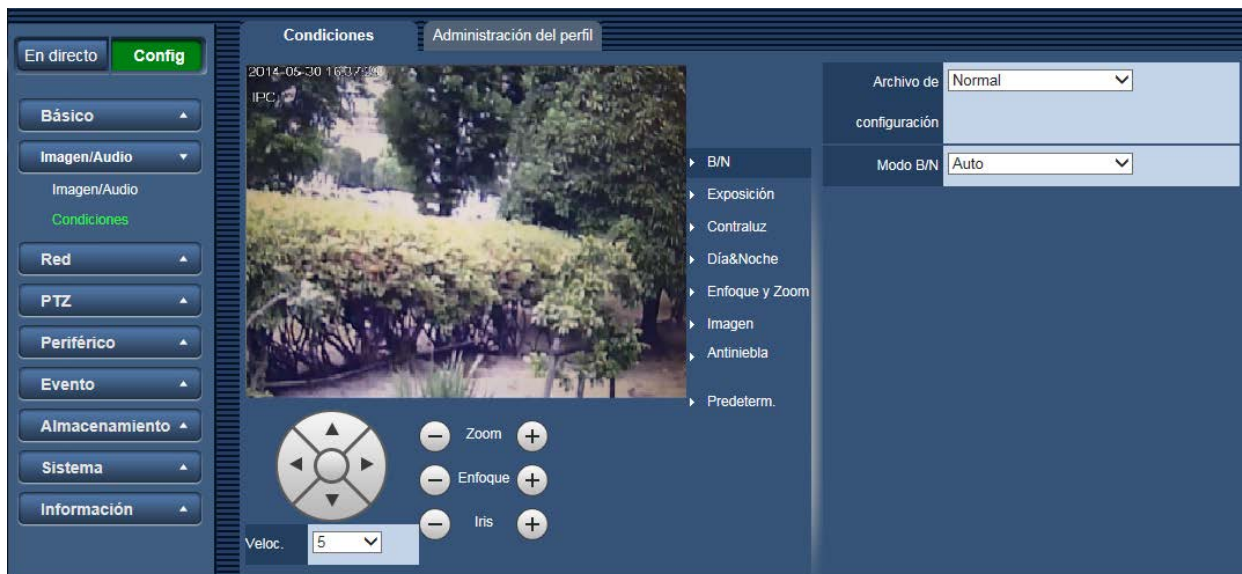 Condiciones
Administración del perfil
En directo
Config
Básico
Imagen/Audio
Imagen/Audio
Condiciones
Red
PTZ
Periférico
Evento
Almacenamiento
Sistema
Información
IPC
B/N
Exposición
Contraluz
Día&Noche
Enfoque y Zoom
Imagen
Antiniebla
Predeterm.
Zoom
Enfoque
Iris
Veloc.
5
Archivo de
configuración
Normal
Modo B/N
Auto